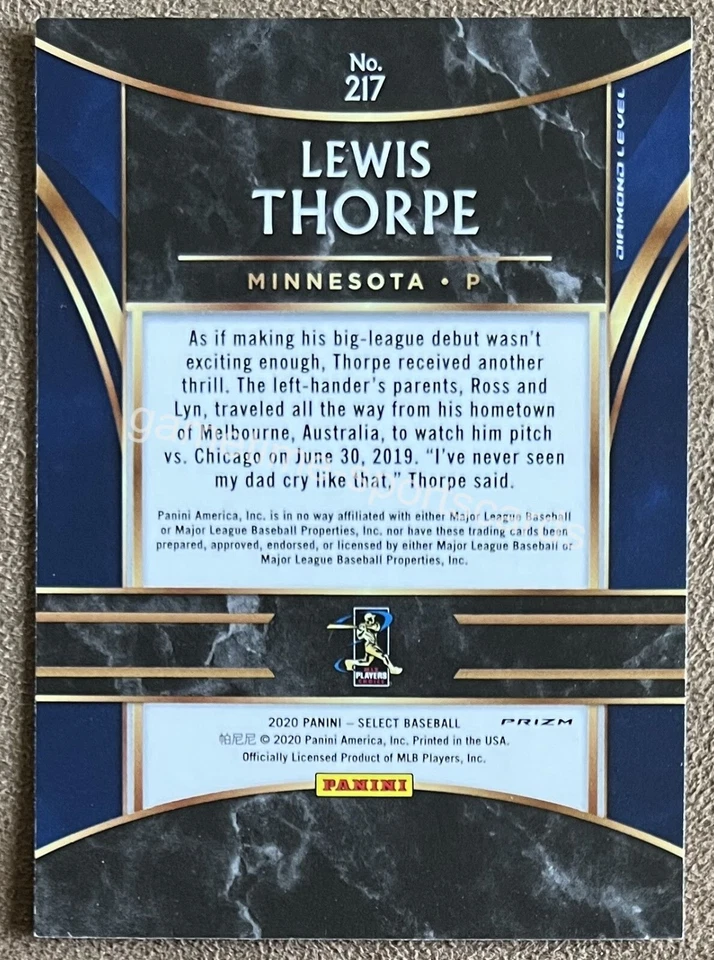 No.
217
DIAMOND LEVEL
LEWIS
THORPE
MINNESOTA • P
As if making his big-league debut wasn't
exciting enough, Thorpe received another
thrill. The left-hander's parents, Ross and
Lyn, traveled all the way from his hometown
of Melbourne, Australia, to watch him pitch
vs. Chicago on June 30, 2019. "I've never seen
my dad cry like that," Thorpe said.
Panini America, Inc. is in no way affiliated with either Major League Baseball
or Major League Baseball Properties, Inc. nor have these trading cards been
prepared, approved, endorsed, or licensed by either Major League Baseball or
Major League Baseball Properties, Inc.
MLB
PLAYERS
CHOICE
2020 PANINI – SELECT BASEBALL
PRIZM
帕尼尼 © 2020 Panini America, Inc. Printed in the USA.
Officially Licensed Product of MLB Players, Inc.
PANINI